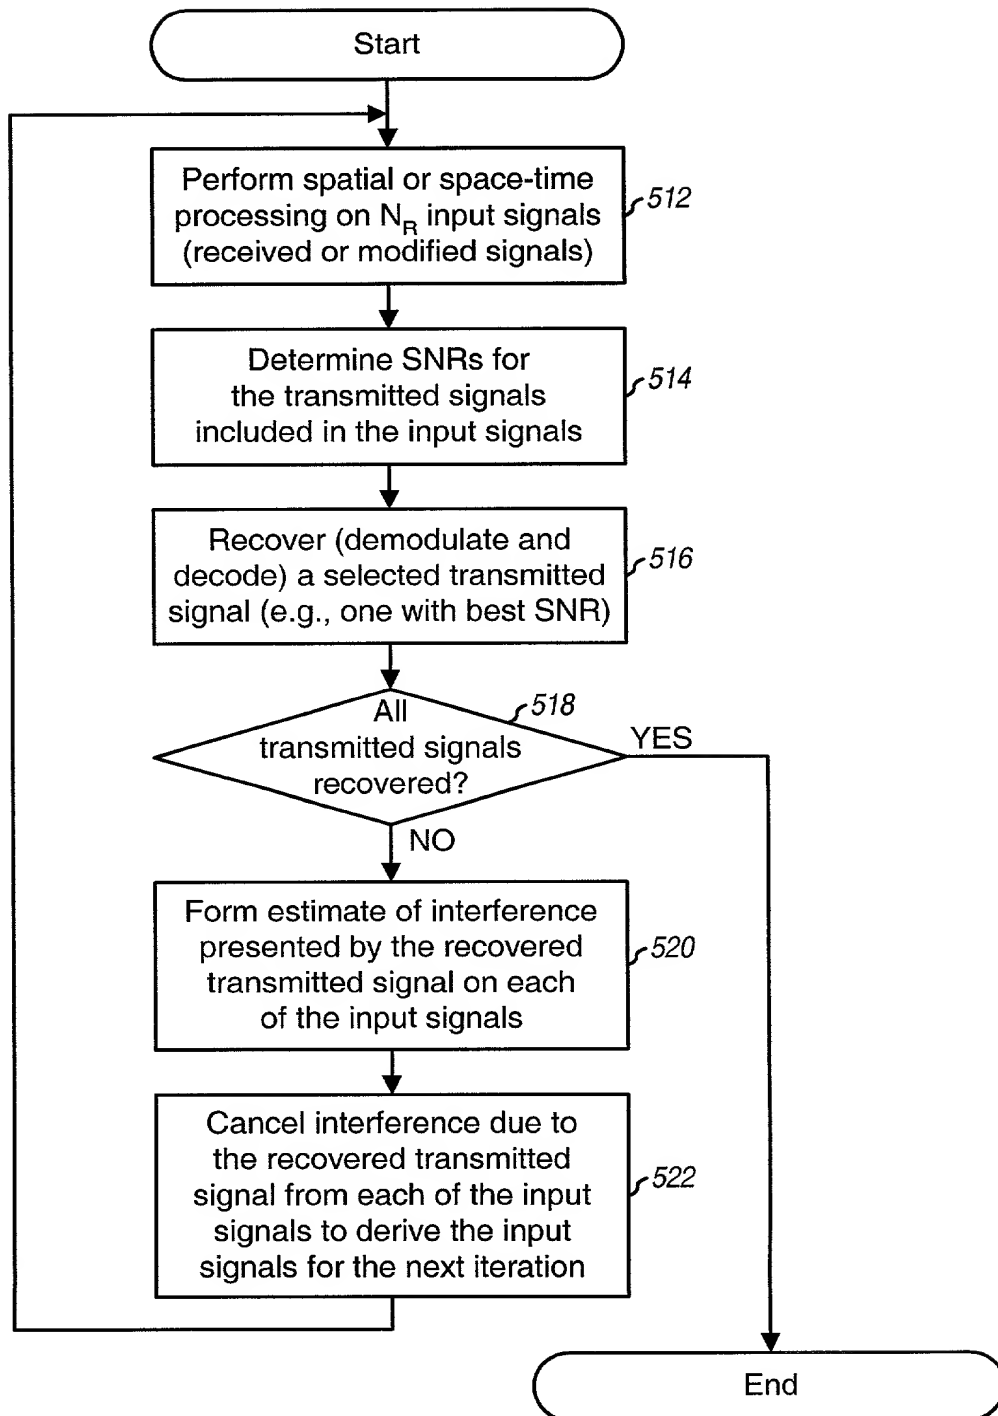 Start
Perform spatial or space-time
processing on NR input signals
(received or modified signals)
512
Determine SNRs for
the transmitted signals
included in the input signals
514
Recover (demodulate and
decode) a selected transmitted
signal (e.g., one with best SNR)
516
All
transmitted signals
recovered?
518
YES
NO
Form estimate of interference
presented by the recovered
transmitted signal on each
of the input signals
520
Cancel interference due to
the recovered transmitted
signal from each of the input
signals to derive the input
signals for the next iteration
522
End